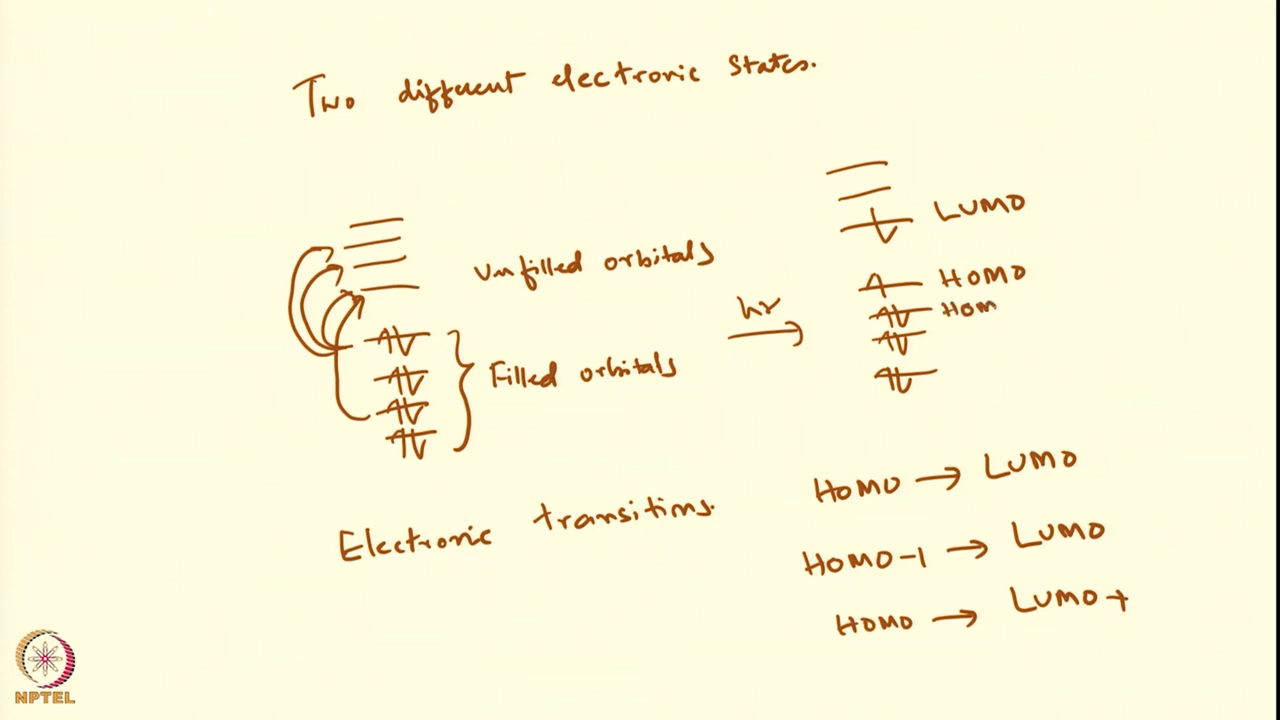 Two different electronic states.
LUMO
Unfilled orbitals
HOMO
hν
HOM
Filled orbitals
HOMO → LUMO
Electronic transitions.
HOMO-1 → LUMO
HOMO → LUMO +
NPTEL